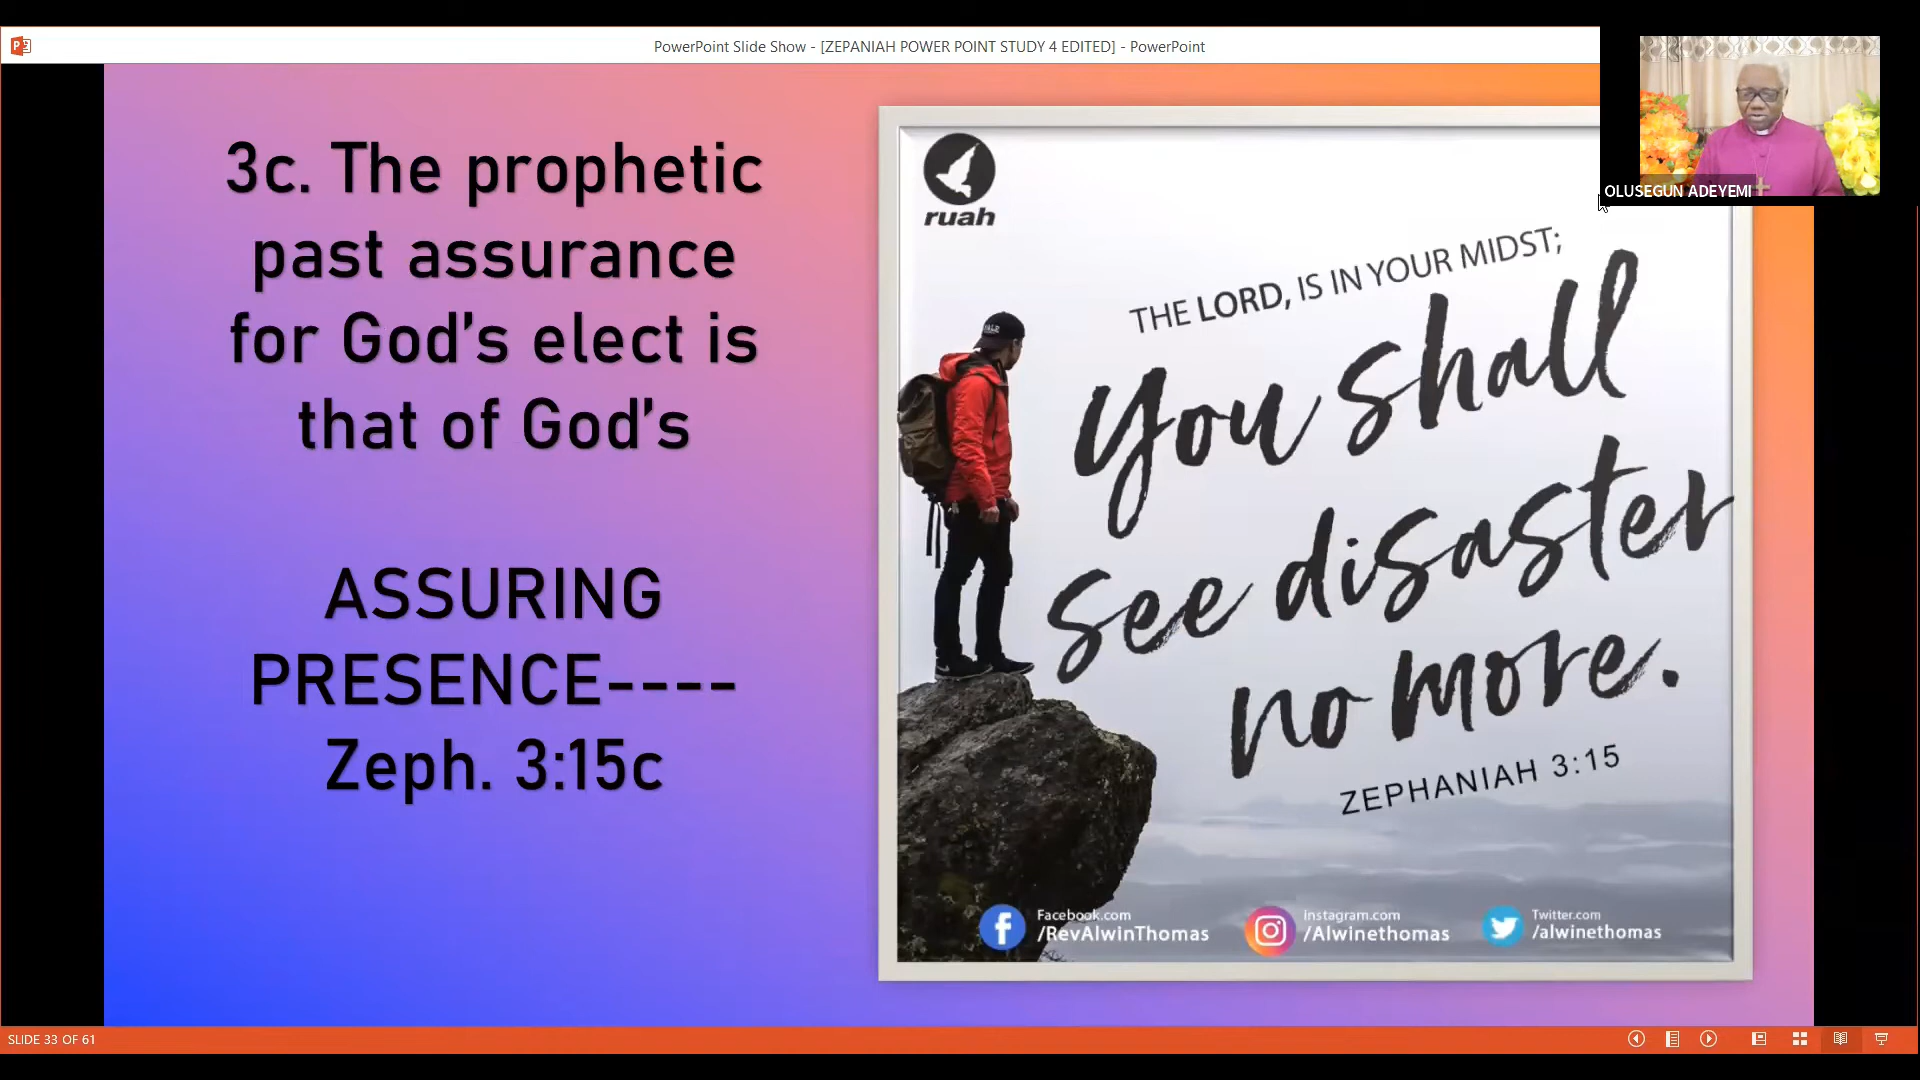 PowerPoint Slide Show - [ZEPANIAH POWER POINT STUDY 4 EDITED] - PowerPoint
OLUSEGUN ADEYEMI
3c. The prophetic
past assurance
for God's elect is
that of God's
ASSURING
PRESENCE----
Zeph. 3:15c
ruah
THE LORD, IS IN YOUR MIDST;
You shall
see disaster
no more.
ZEPHANIAH 3:15
Facebook.com
/RevAlwinThomas
Instagram.com
/Alwinethomas
Twitter.com
/alwinethomas
SLIDE 33 OF 61